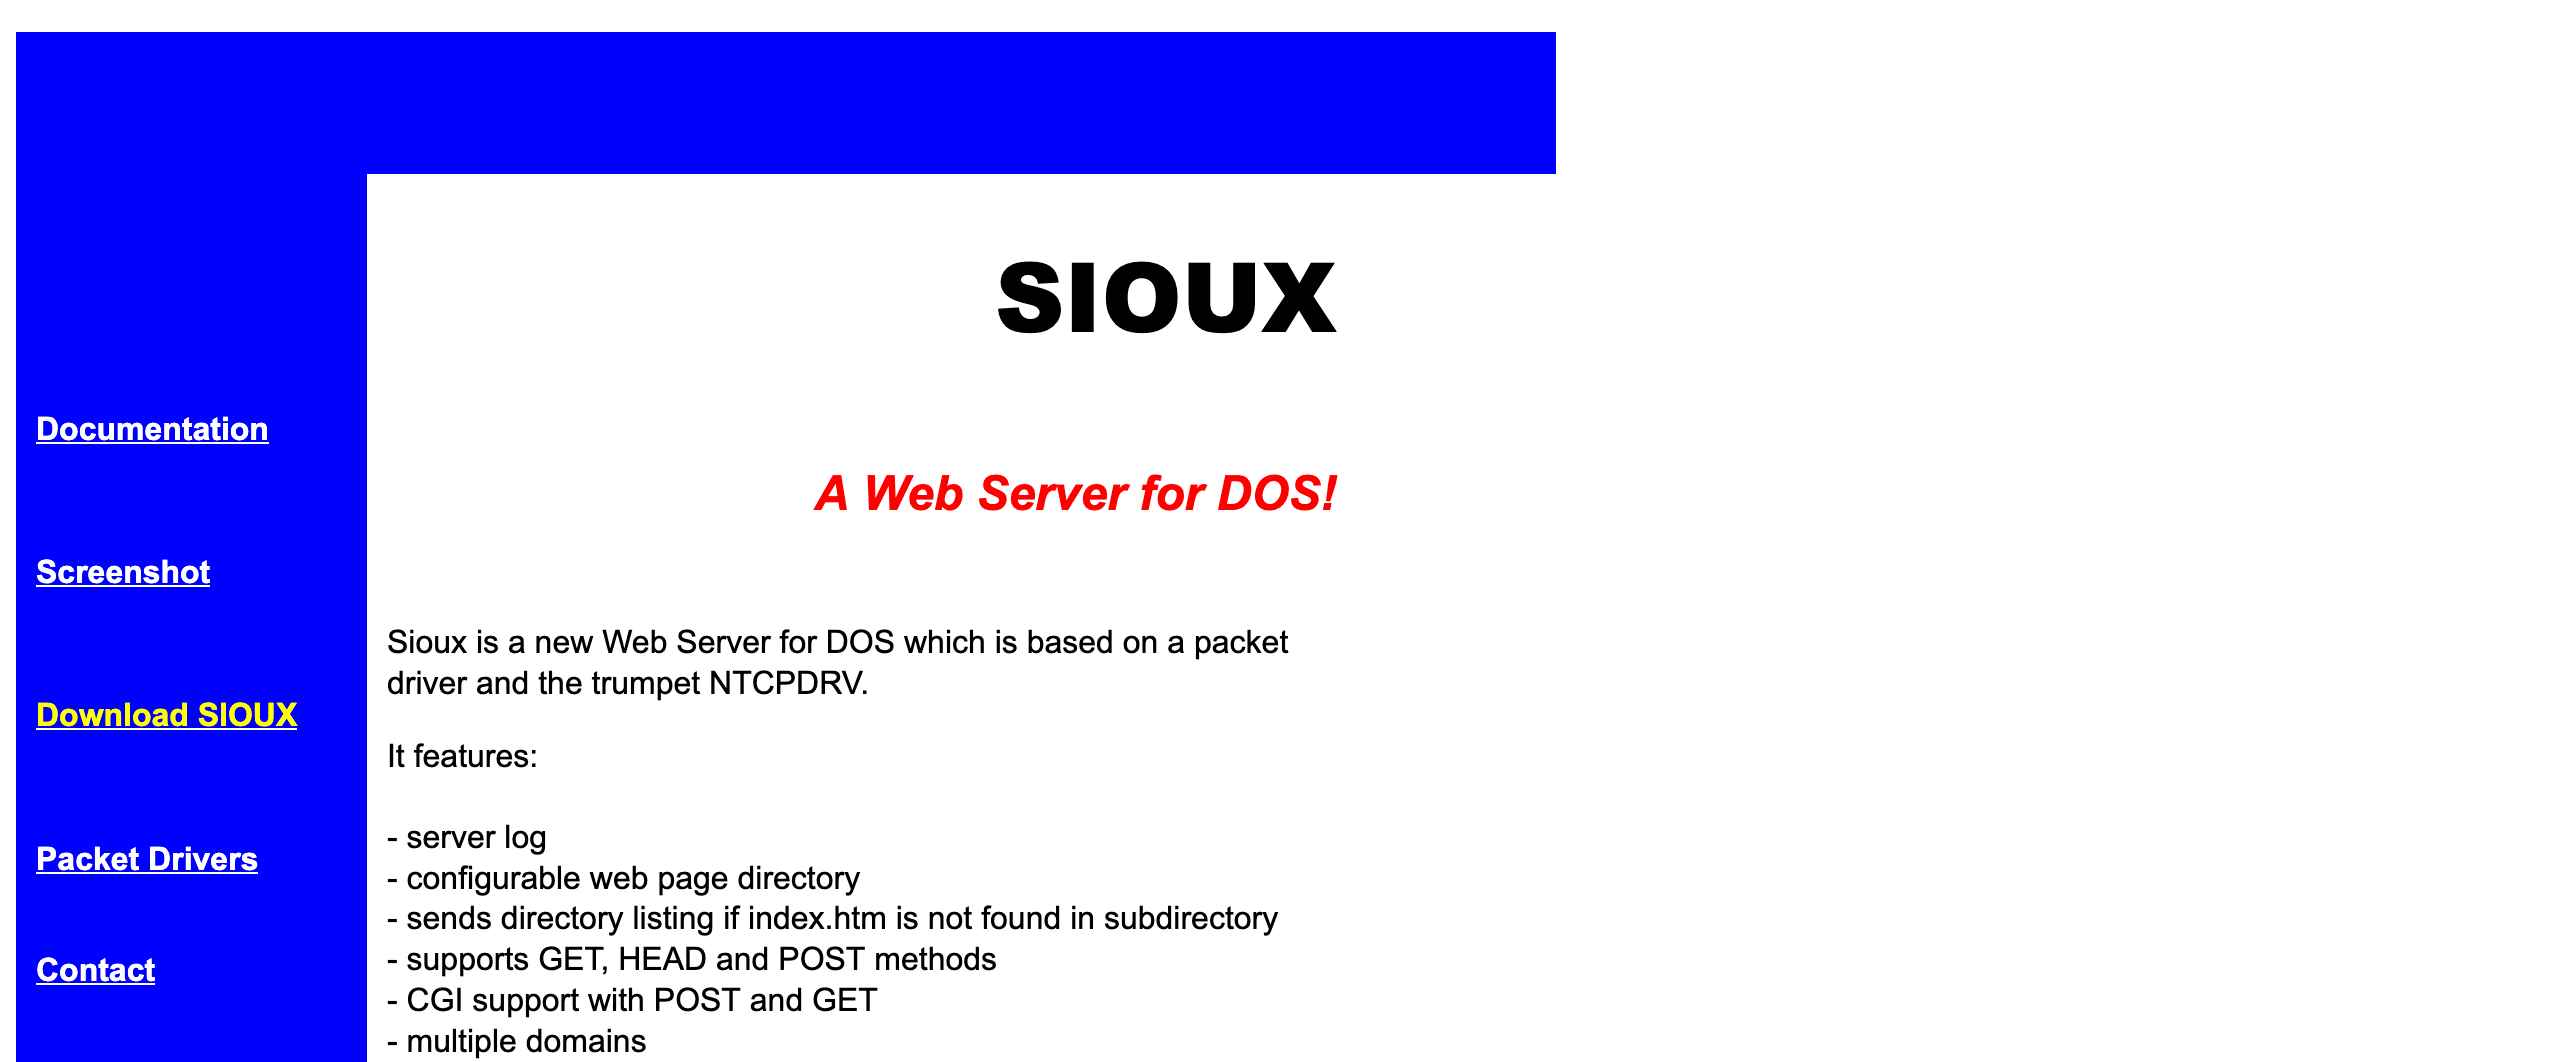 Documentation
Screenshot
Download SIOUX
Packet Drivers
Contact
SIOUX
A Web Server for DOS!
Sioux is a new Web Server for DOS which is based on a packet
driver and the trumpet NTCPDRV.
It features:
- server log
- configurable web page directory
- sends directory listing if index.htm is not found in subdirectory
- supports GET, HEAD and POST methods
- CGI support with POST and GET
- multiple domains